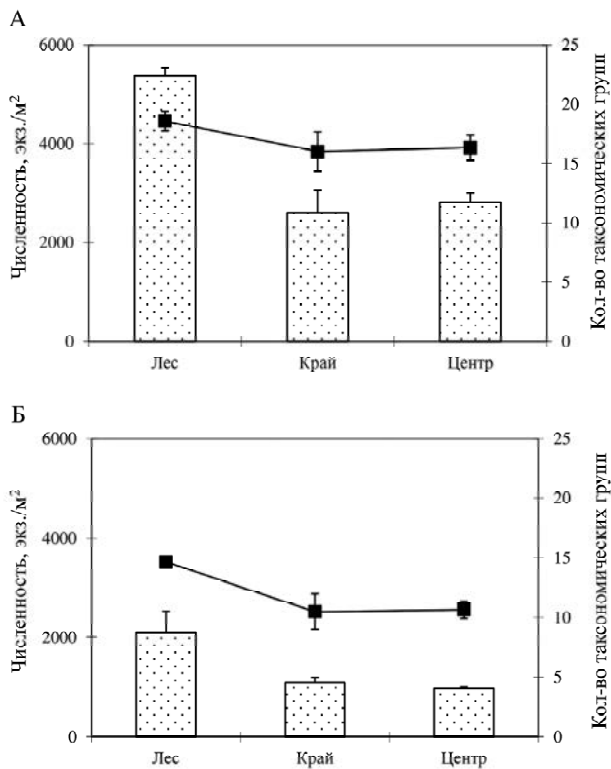 А
6000
4000
2000
0
Численность, экз./м²
25
20
15
10
5
0
Кол-во таксономических групп
Лес Край Центр
Б
6000
4000
2000
0
Численность, экз./м²
25
20
15
10
5
0
Кол-во таксономических групп
Лес Край Центр